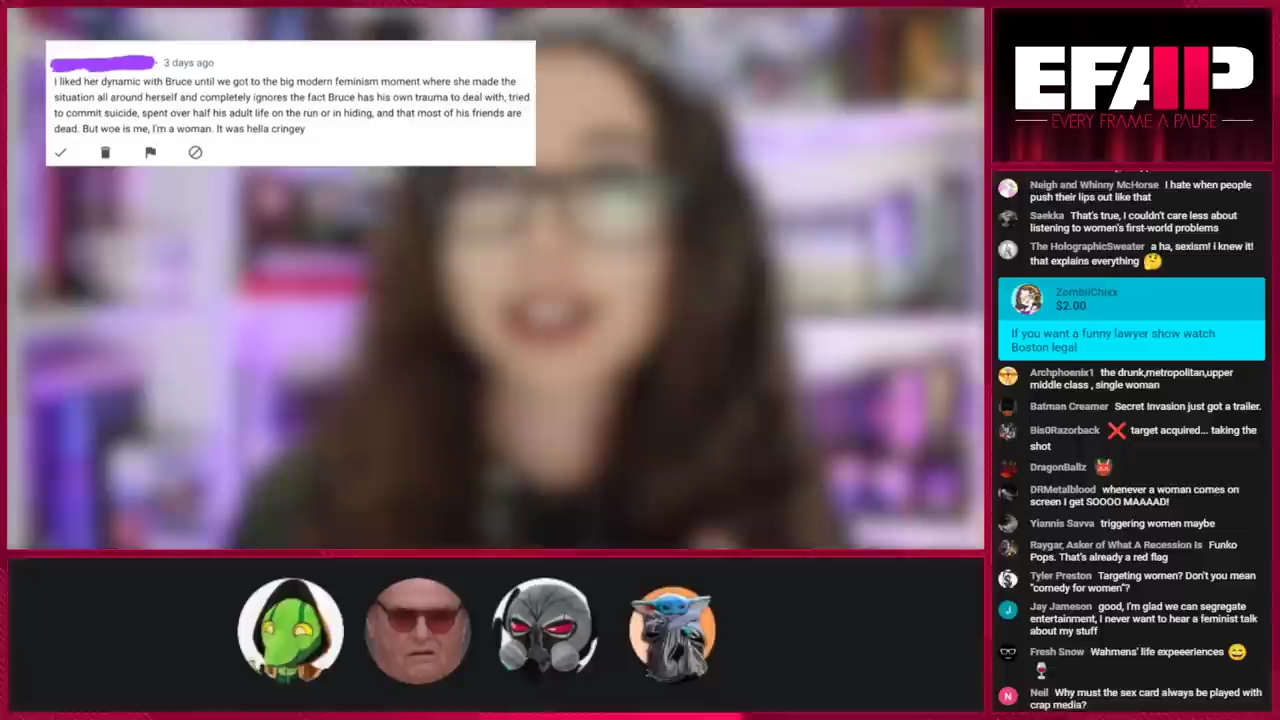 3 days ago
I liked her dynamic with Bruce until we got to the big modern feminism moment where she made the
situation all around herself and completely ignores the fact Bruce has his own trauma to deal with, tried
to commit suicide, spent over half his adult life on the run or in hiding, and that most of his friends are
dead. But woe is me, I'm a woman. It was hella cringey
EFAP
EVERY FRAME A PAUSE
Neigh and Whinny McHorse I hate when people
push their lips out like that
Saekka That's true, I couldn't care less about
listening to women's first-world problems
The HolographicSweater a ha, sexism! i knew it!
that explains everything 🤔
ZombiiChixx
$2.00
If you want a funny lawyer show watch
Boston legal
Archphoenix1 the drunk,metropolitan,upper
middle class , single woman
Batman Creamer Secret Invasion just got a trailer.
Bis0Razorback ❌ target acquired... taking the
shot
DragonBallz 👹
DRMetalblood whenever a woman comes on
screen I get SOOOO MAAAAD!
Yiannis Savva triggering women maybe
Raygar, Asker of What A Recession Is Funko
Pops. That's already a red flag
Tyler Preston Targeting women? Don't you mean
"comedy for women"?
J
Jay Jameson good, I'm glad we can segregate
entertainment, I never want to hear a feminist talk
about my stuff
Fresh Snow Wahmens' life expeeeriences 😄
🍷
N
Neil Why must the sex card always be played with
crap media?